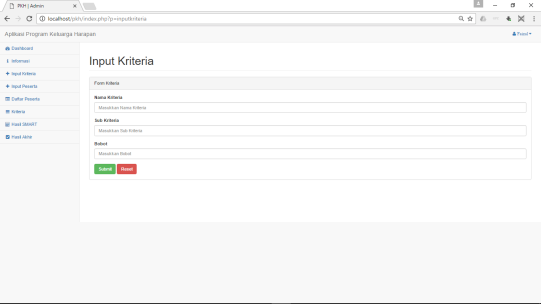 PKH | Admin
localhost/pkh/index.php?p=inputkriteria
Aplikasi Program Keluarga Harapan
Dashboard
Informasi
Input Kriteria
Input Peserta
Daftar Peserta
Kriteria
Hasil SMART
Hasil Akhir
Input Kriteria
Form Kriteria
Nama Kriteria
Masukkan Nama Kriteria
Sub Kriteria
Masukkan Sub Kriteria
Bobot
Masukkan Bobot
Submit Reset